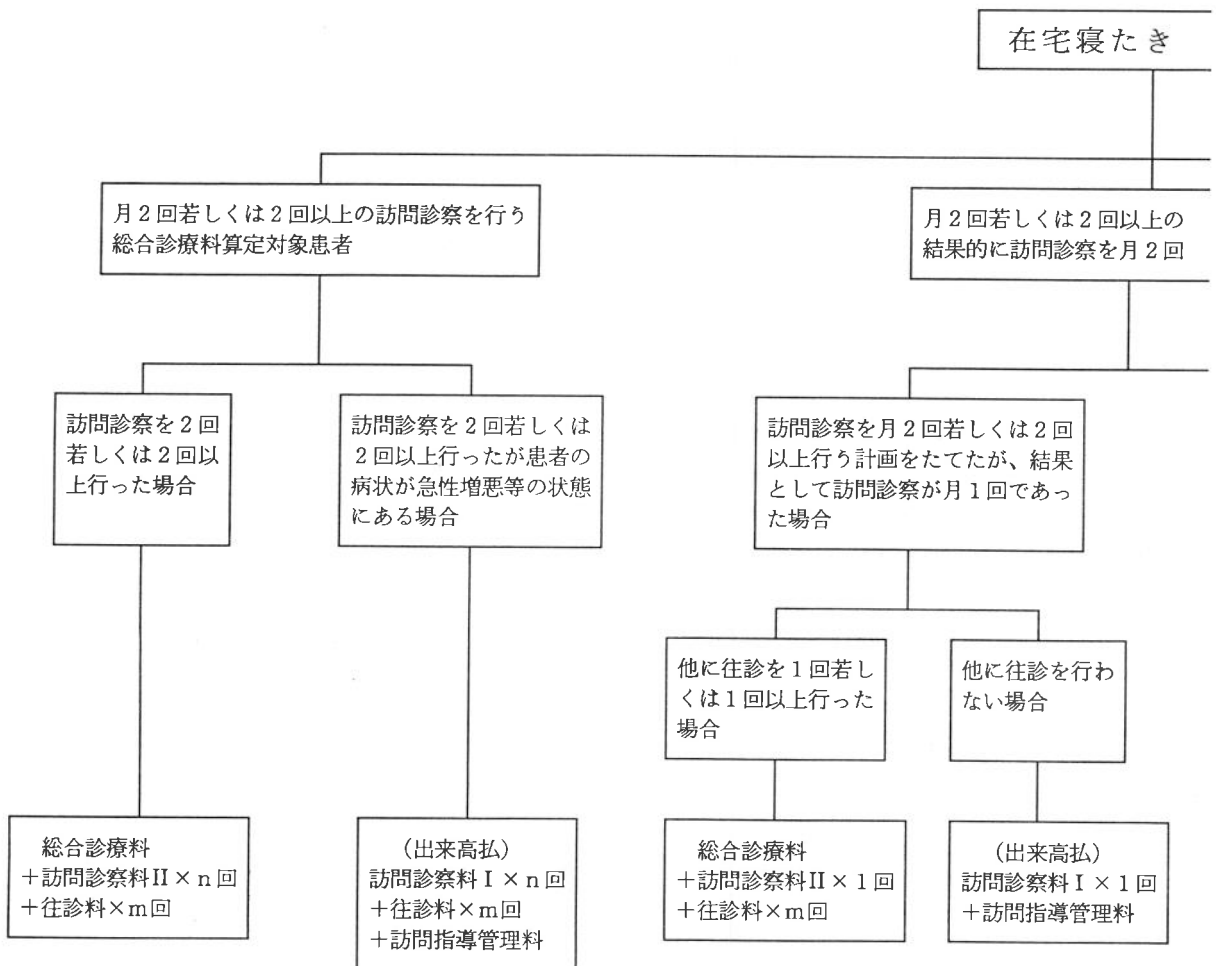 在宅寝たき
月2回若しくは2回以上の訪問診察を行う
総合診療料算定対象患者
月2回若しくは2回以上の
結果的に訪問診察を月2回
訪問診察を2回
若しくは2回以
上行った場合
訪問診察を2回若しくは
2回以上行ったが患者の
病状が急性増悪等の状態
にある場合
訪問診察を月2回若しくは2回
以上行う計画をたてたが、結果
として訪問診察が月1回であっ
た場合
他に往診を1回若し
くは1回以上行った
場合
他に往診を行わ
ない場合
総合診療料
+訪問診察料II×n回
+往診料×m回
(出来高払)
訪問診察料I×n回
+往診料×m回
+訪問指導管理料
総合診療料
+訪問診察料II×1回
+往診料×m回
(出来高払)
訪問診察料I×1回
+訪問指導管理料